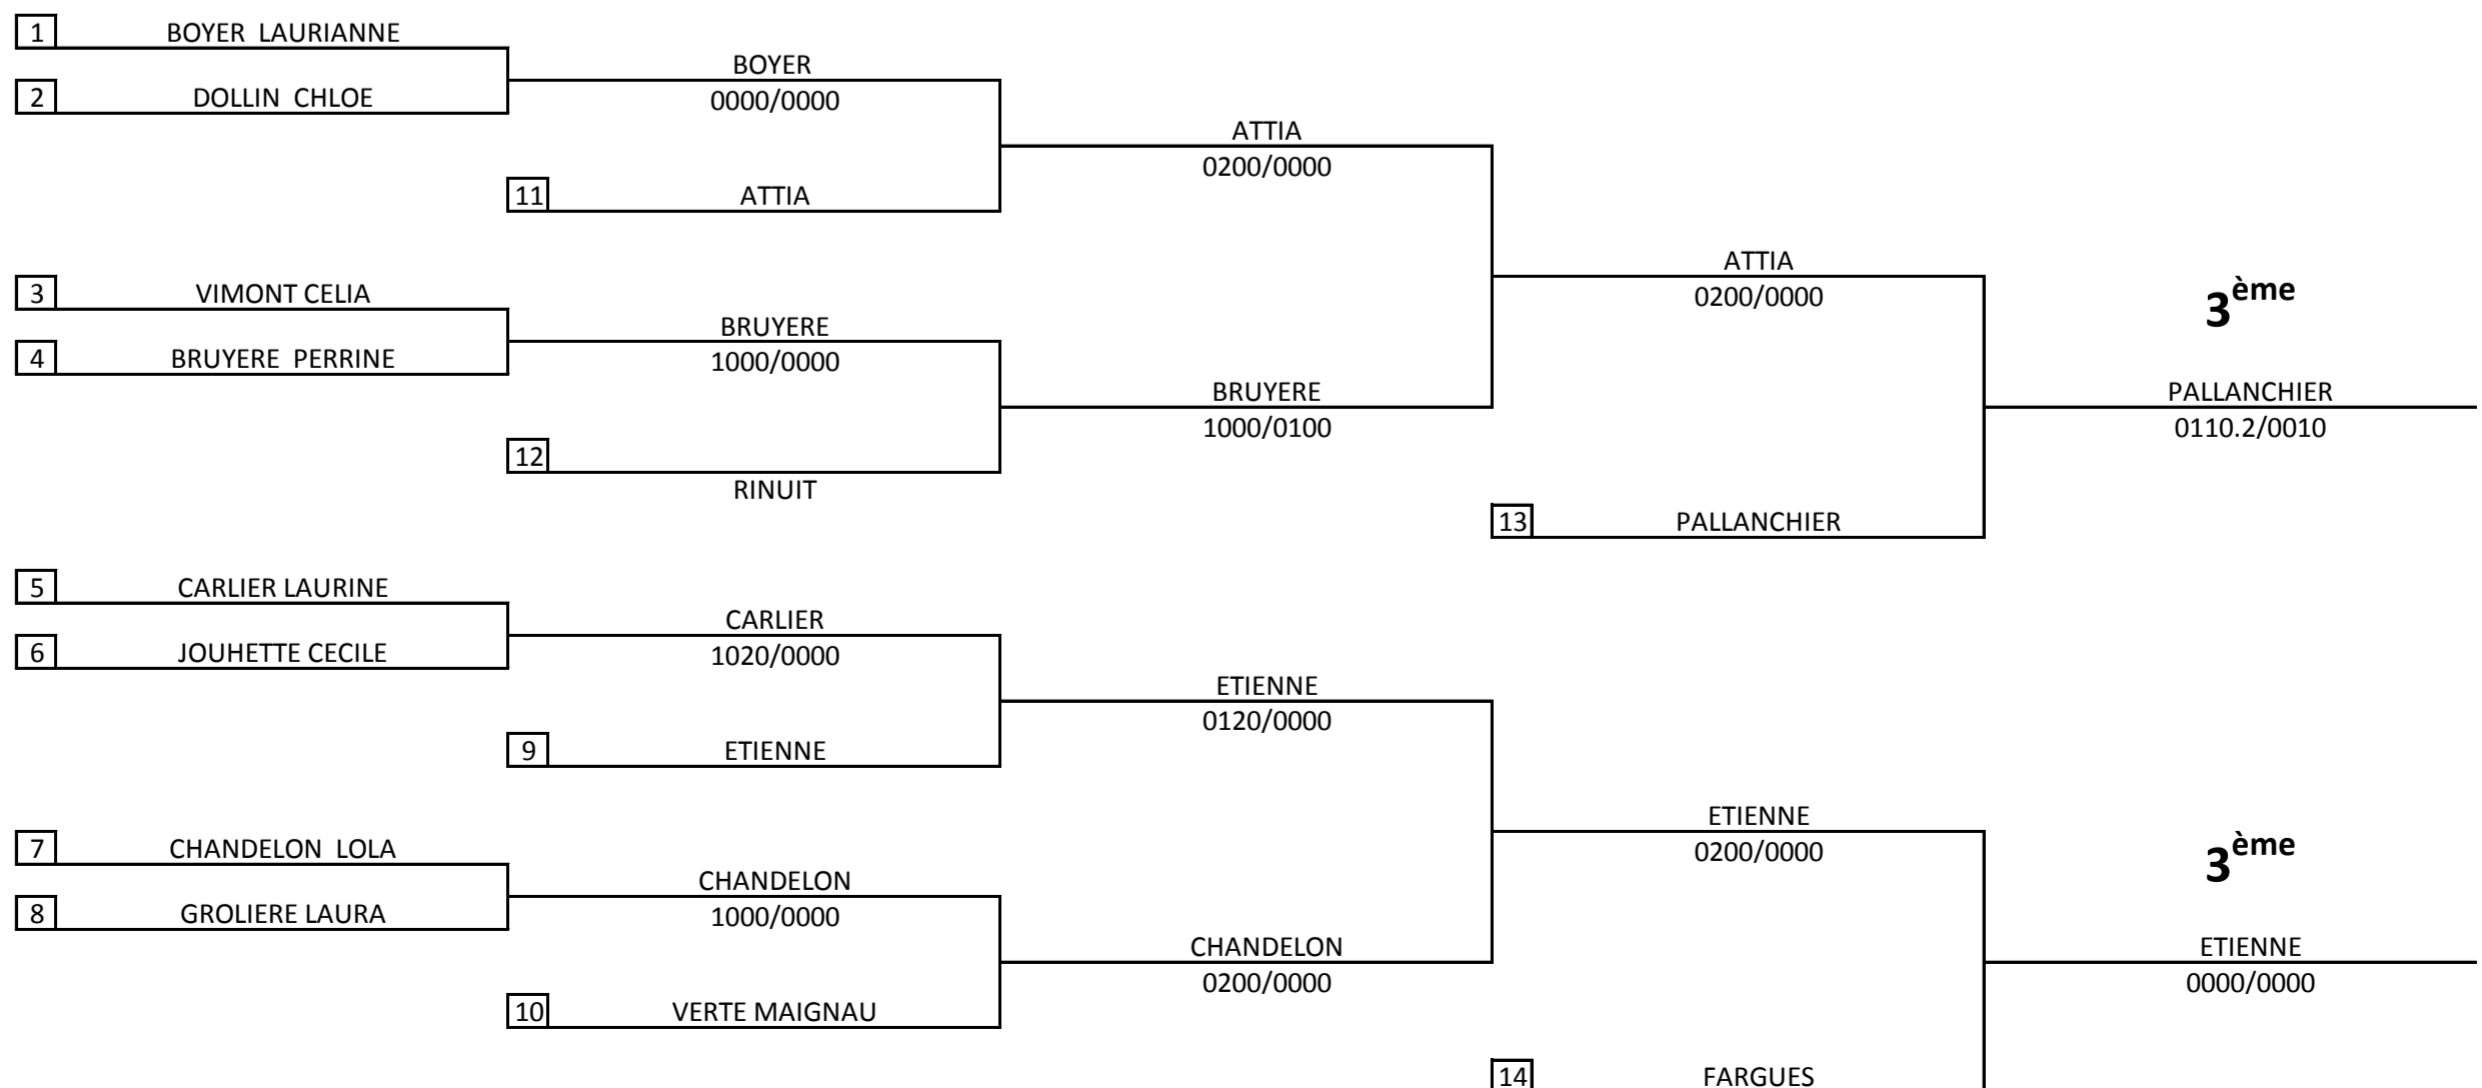 1 BOYER LAURIANNE
BOYER
2 DOLLIN CHLOE
0000/0000
ATTIA
0200/0000
11 ATTIA
ATTIA
0200/0000
3 VIMONT CELIA
3ème
BRUYERE
4 BRUYERE PERRINE
1000/0000
BRUYERE
1000/0100
PALLANCHIER
0110.2/0010
12
RINUIT
13 PALLANCHIER
5 CARLIER LAURINE
CARLIER
6 JOUHETTE CECILE
1020/0000
ETIENNE
0120/0000
9 ETIENNE
ETIENNE
0200/0000
7 CHANDELON LOLA
3ème
CHANDELON
8 GROLIERE LAURA
1000/0000
CHANDELON
0200/0000
ETIENNE
0000/0000
10 VERTE MAIGNAU
14 FARGUES